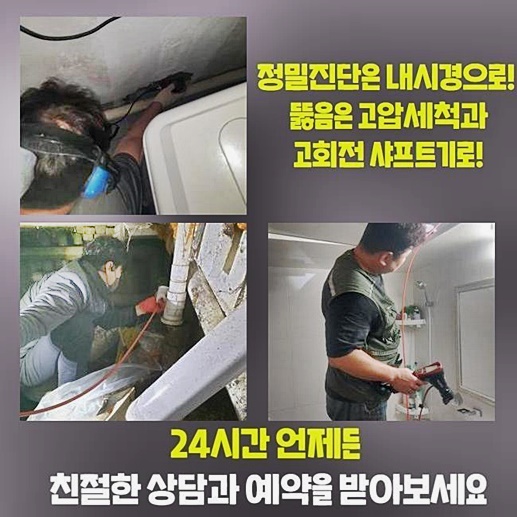 정밀진단은 내시경으로!
뚫음은 고압세척과
고회전 샤프트기로!
24시간 언제든
친절한 상담과 예약을 받아보세요